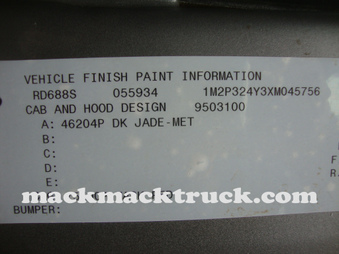 VEHICLE FINISH PAINT INFORMATION
RD688S 055934 1M2P324Y3XM045756
CAB AND HOOD DESIGN 9503100
A: 46204P DK JADE-MET
B:
C:
D:
E:
BUMPER:
mackmacktruck.com